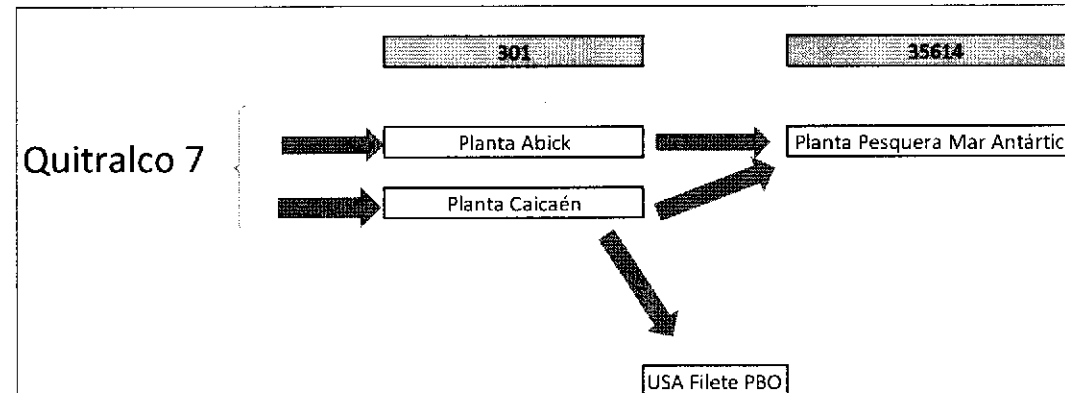 301
35614
Quitralco 7
Planta Abick
Planta Pesquera Mar Antártic
Planta Caicaén
USA Filete PBO